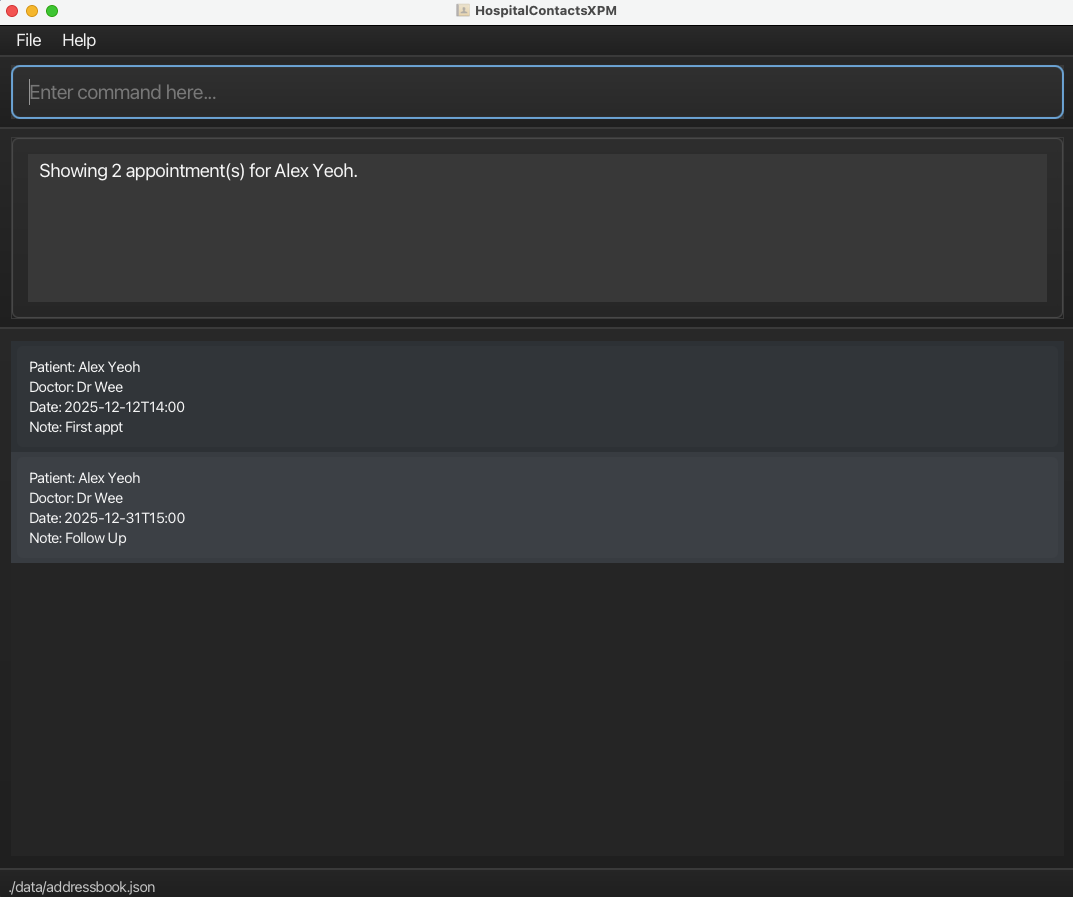 HospitalContactsXPM
File Help
Enter command here...
Showing 2 appointment(s) for Alex Yeoh.
Patient: Alex Yeoh
Doctor: Dr Wee
Date: 2025-12-12T14:00
Note: First appt
Patient: Alex Yeoh
Doctor: Dr Wee
Date: 2025-12-31T15:00
Note: Follow Up
./data/addressbook.json